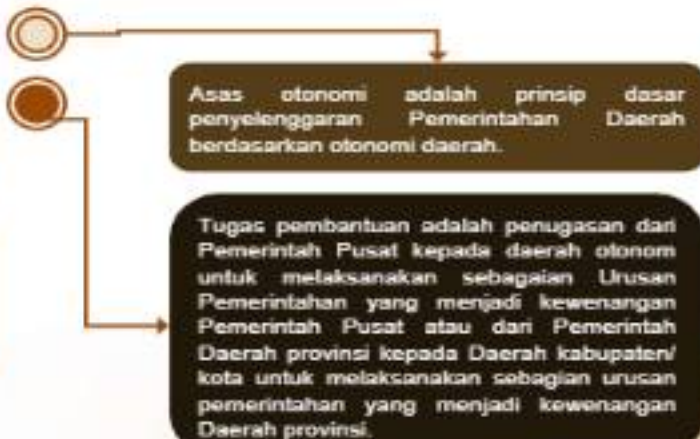 Asas otonomi adalah prinsip dasar
penyelenggaran Pemerintahan Daerah
berdasarkan otonomi daerah.
Tugas pembantuan adalah penugasan dari
Pemerintah Pusat kepada daerah otonom
untuk melaksanakan sebagaian Urusan
Pemerintahan yang menjadi kewenangan
Pemerintah Pusat atau dari Pemerintah
Daerah provinsi kepada Daerah kabupaten/
kota untuk melaksanakan sebagian urusan
pemerintahan yang menjadi kewenangan
Daerah provinsi.